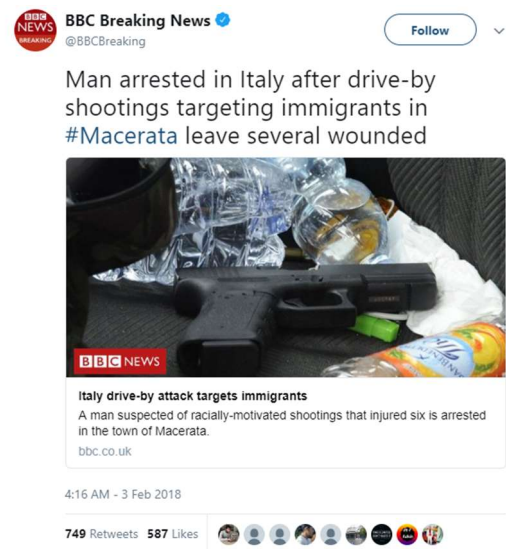 BBC
NEWS
BREAKING
BBC Breaking News
@BBCBreaking
Follow
Man arrested in Italy after drive-by
shootings targeting immigrants in
#Macerata leave several wounded
BBC NEWS
Italy drive-by attack targets immigrants
A man suspected of racially-motivated shootings that injured six is arrested
in the town of Macerata.
bbc.co.uk
4:16 AM - 3 Feb 2018
749 Retweets 587 Likes